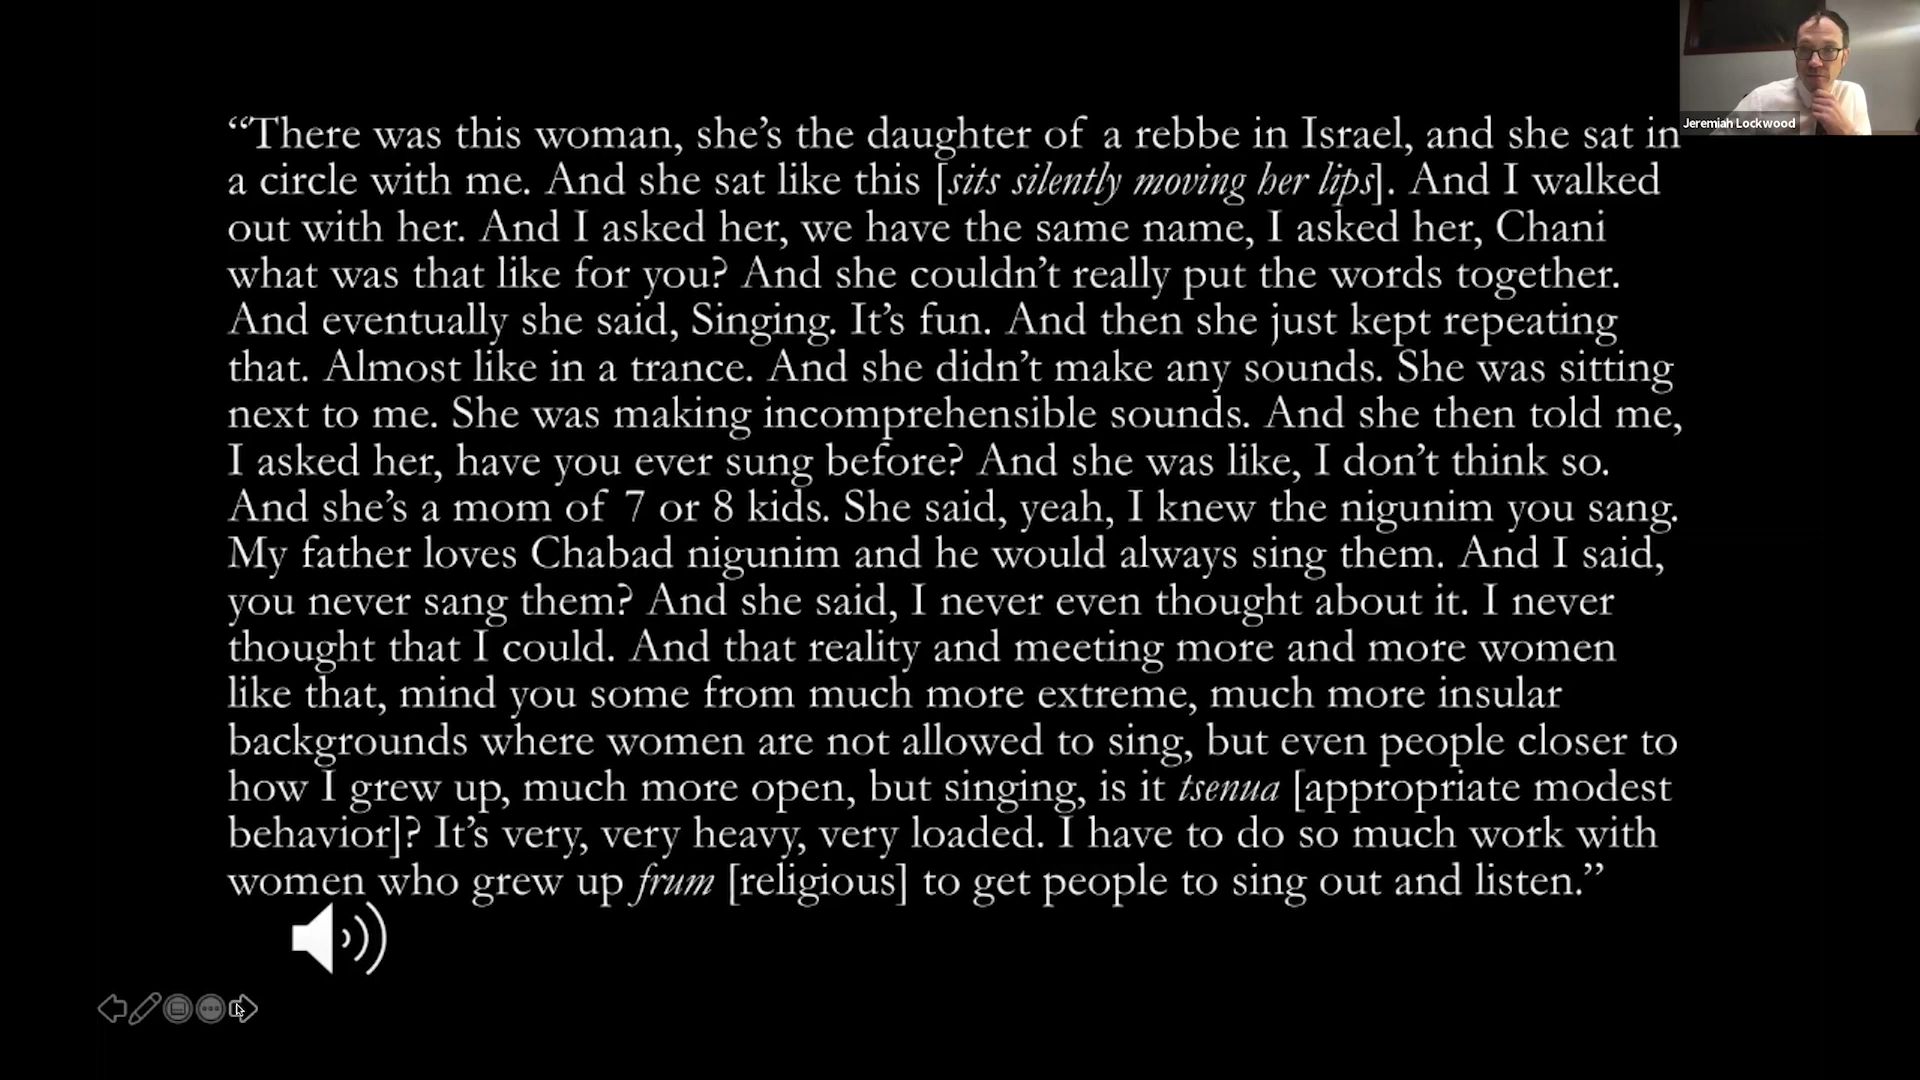 Jeremiah Lockwood
“There was this woman, she’s the daughter of a rebbe in Israel, and she sat in
a circle with me. And she sat like this [sits silently moving her lips]. And I walked
out with her. And I asked her, we have the same name, I asked her, Chani
what was that like for you? And she couldn’t really put the words together.
And eventually she said, Singing. It’s fun. And then she just kept repeating
that. Almost like in a trance. And she didn’t make any sounds. She was sitting
next to me. She was making incomprehensible sounds. And she then told me,
I asked her, have you ever sung before? And she was like, I don’t think so.
And she’s a mom of 7 or 8 kids. She said, yeah, I knew the nigunim you sang.
My father loves Chabad nigunim and he would always sing them. And I said,
you never sang them? And she said, I never even thought about it. I never
thought that I could. And that reality and meeting more and more women
like that, mind you some from much more extreme, much more insular
backgrounds where women are not allowed to sing, but even people closer to
how I grew up, much more open, but singing, is it tsenua [appropriate modest
behavior]? It’s very, very heavy, very loaded. I have to do so much work with
women who grew up frum [religious] to get people to sing out and listen.”